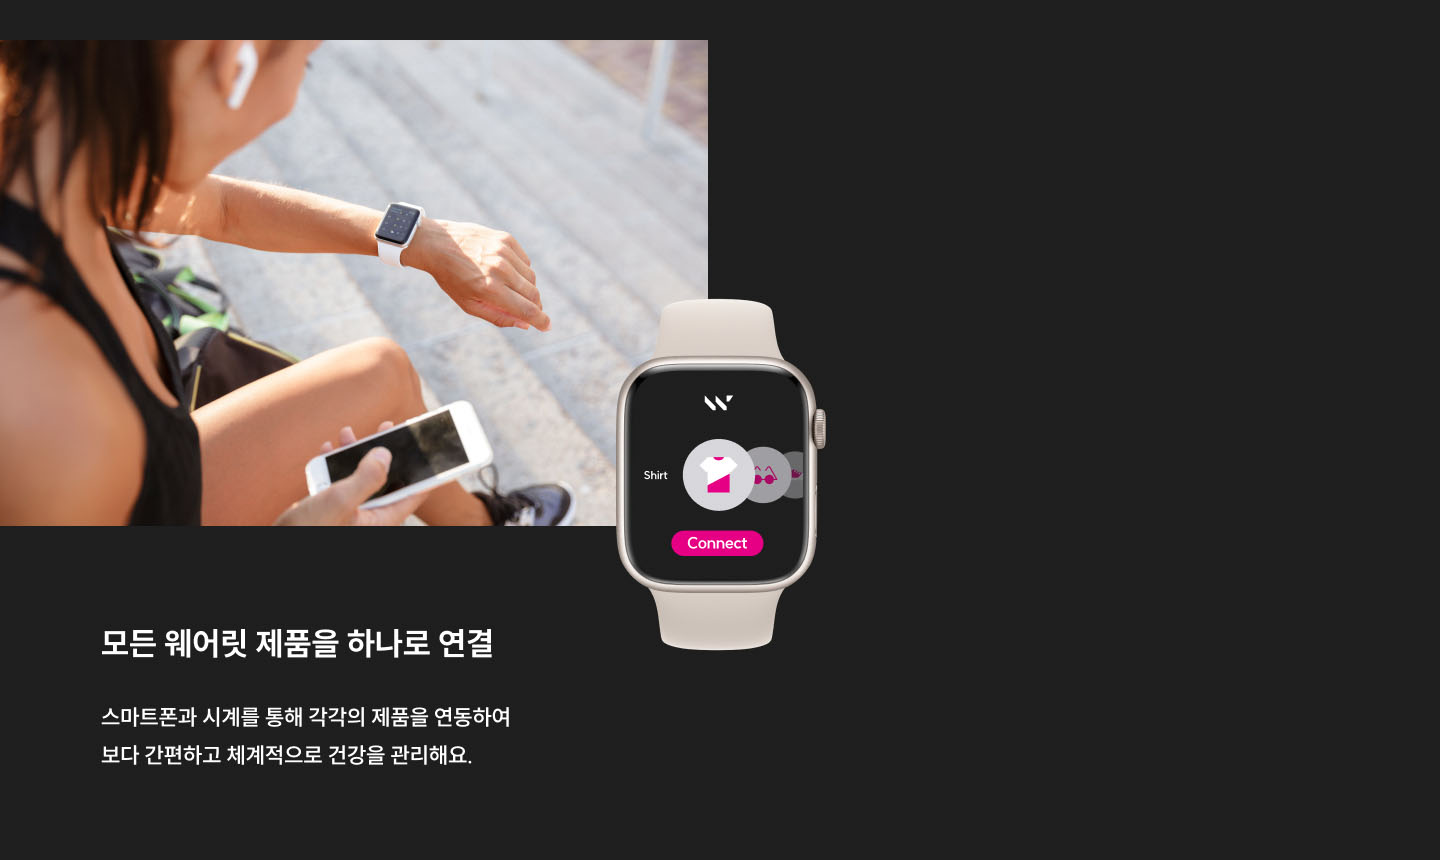 Shirt
Connect
모든 웨어릿 제품을 하나로 연결
스마트폰과 시계를 통해 각각의 제품을 연동하여
보다 간편하고 체계적으로 건강을 관리해요.